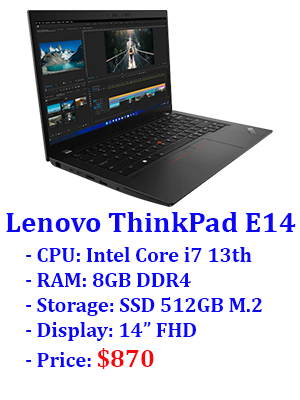 Lenovo ThinkPad E14
- CPU: Intel Core i7 13th
- RAM: 8GB DDR4
- Storage: SSD 512GB M.2
- Display: 14” FHD
- Price: $870